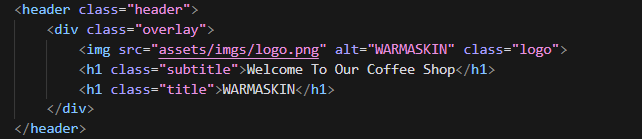 <header class="header">
<div class="overlay">
<img src="assets/imgs/logo.png" alt="WARMASKIN" class="logo">
<h1 class="subtitle">Welcome To Our Coffee Shop</h1>
<h1 class="title">WARMASKIN</h1>
</div>
</header>